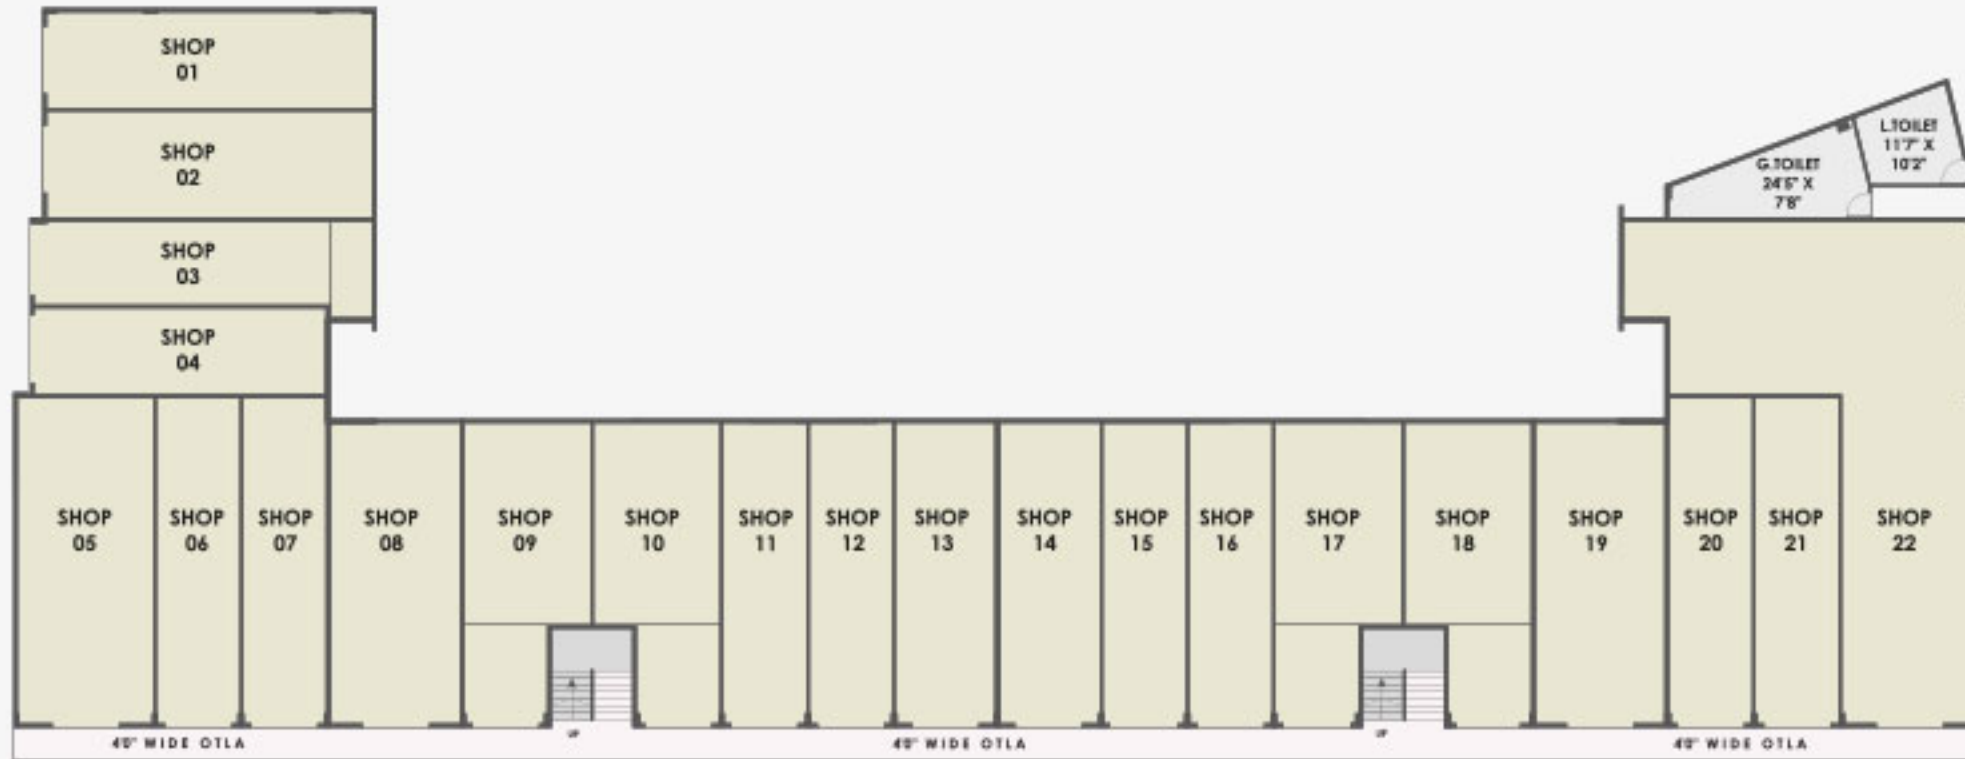 SHOP
01
SHOP
02
SHOP
03
SHOP
04
L.TOILET
11'7" X
10'2"
G.TOILET
24'5" X
7'8"
SHOP
05
SHOP
06
SHOP
07
SHOP
08
SHOP
09
SHOP
10
SHOP
11
SHOP
12
SHOP
13
SHOP
14
SHOP
15
SHOP
16
SHOP
17
SHOP
18
SHOP
19
SHOP
20
SHOP
21
SHOP
22
UP
UP
4'0" WIDE OTLA
4'0" WIDE OTLA
4'0" WIDE OTLA